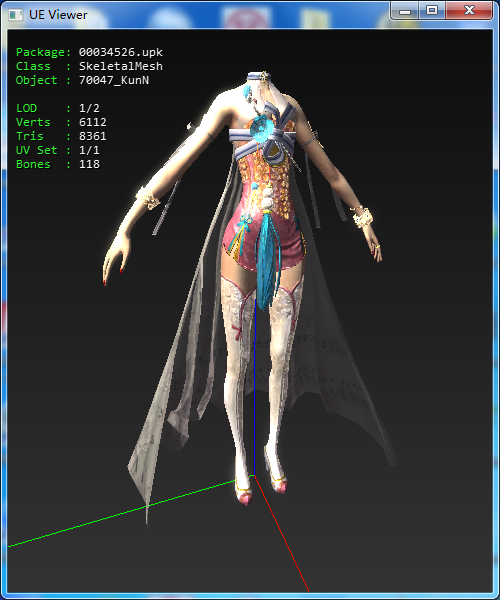 UE Viewer
Package: 00034526.upk
Class : SkeletalMesh
Object : 70047_KunN
LOD : 1/2
Verts : 6112
Tris : 8361
UV Set : 1/1
Bones : 118